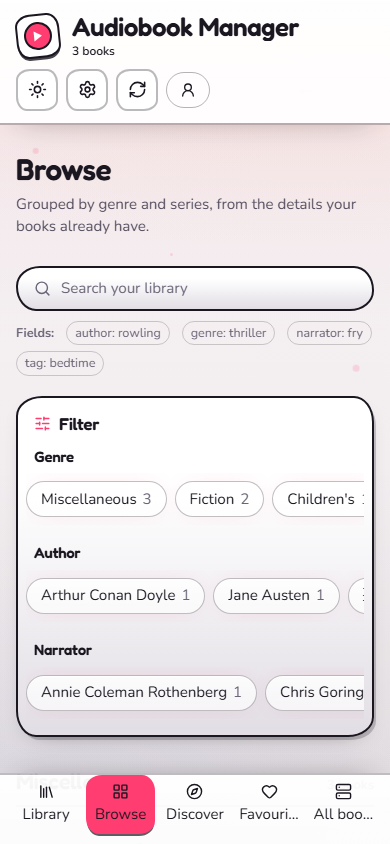 Audiobook Manager
3 books
Browse
Grouped by genre and series, from the details your
books already have.
Search your library
Fields: author: rowling genre: thriller narrator: fry
tag: bedtime
Filter
Genre
Miscellaneous 3 Fiction 2 Children's
Author
Arthur Conan Doyle 1 Jane Austen 1
Narrator
Annie Coleman Rothenberg 1 Chris Goring
Library Browse Discover Favouri... All boo...